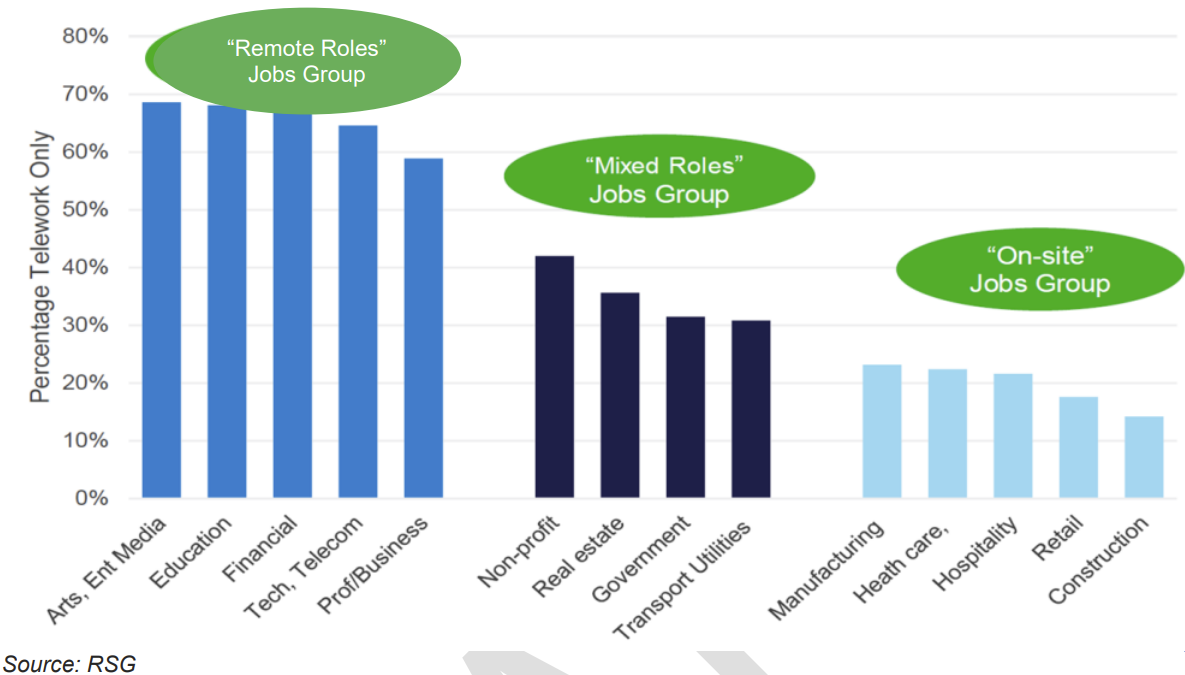 80%
70%
60%
50%
40%
30%
20%
10%
0%
Percentage Telework Only
“Remote Roles”
Jobs Group
“Mixed Roles”
Jobs Group
“On-site”
Jobs Group
Arts, Ent Media
Education
Financial
Tech, Telecom
Prof/Business
Non-profit
Real estate
Government
Transport Utilities
Manufacturing
Heath care,
Hospitality
Retail
Construction
Source: RSG